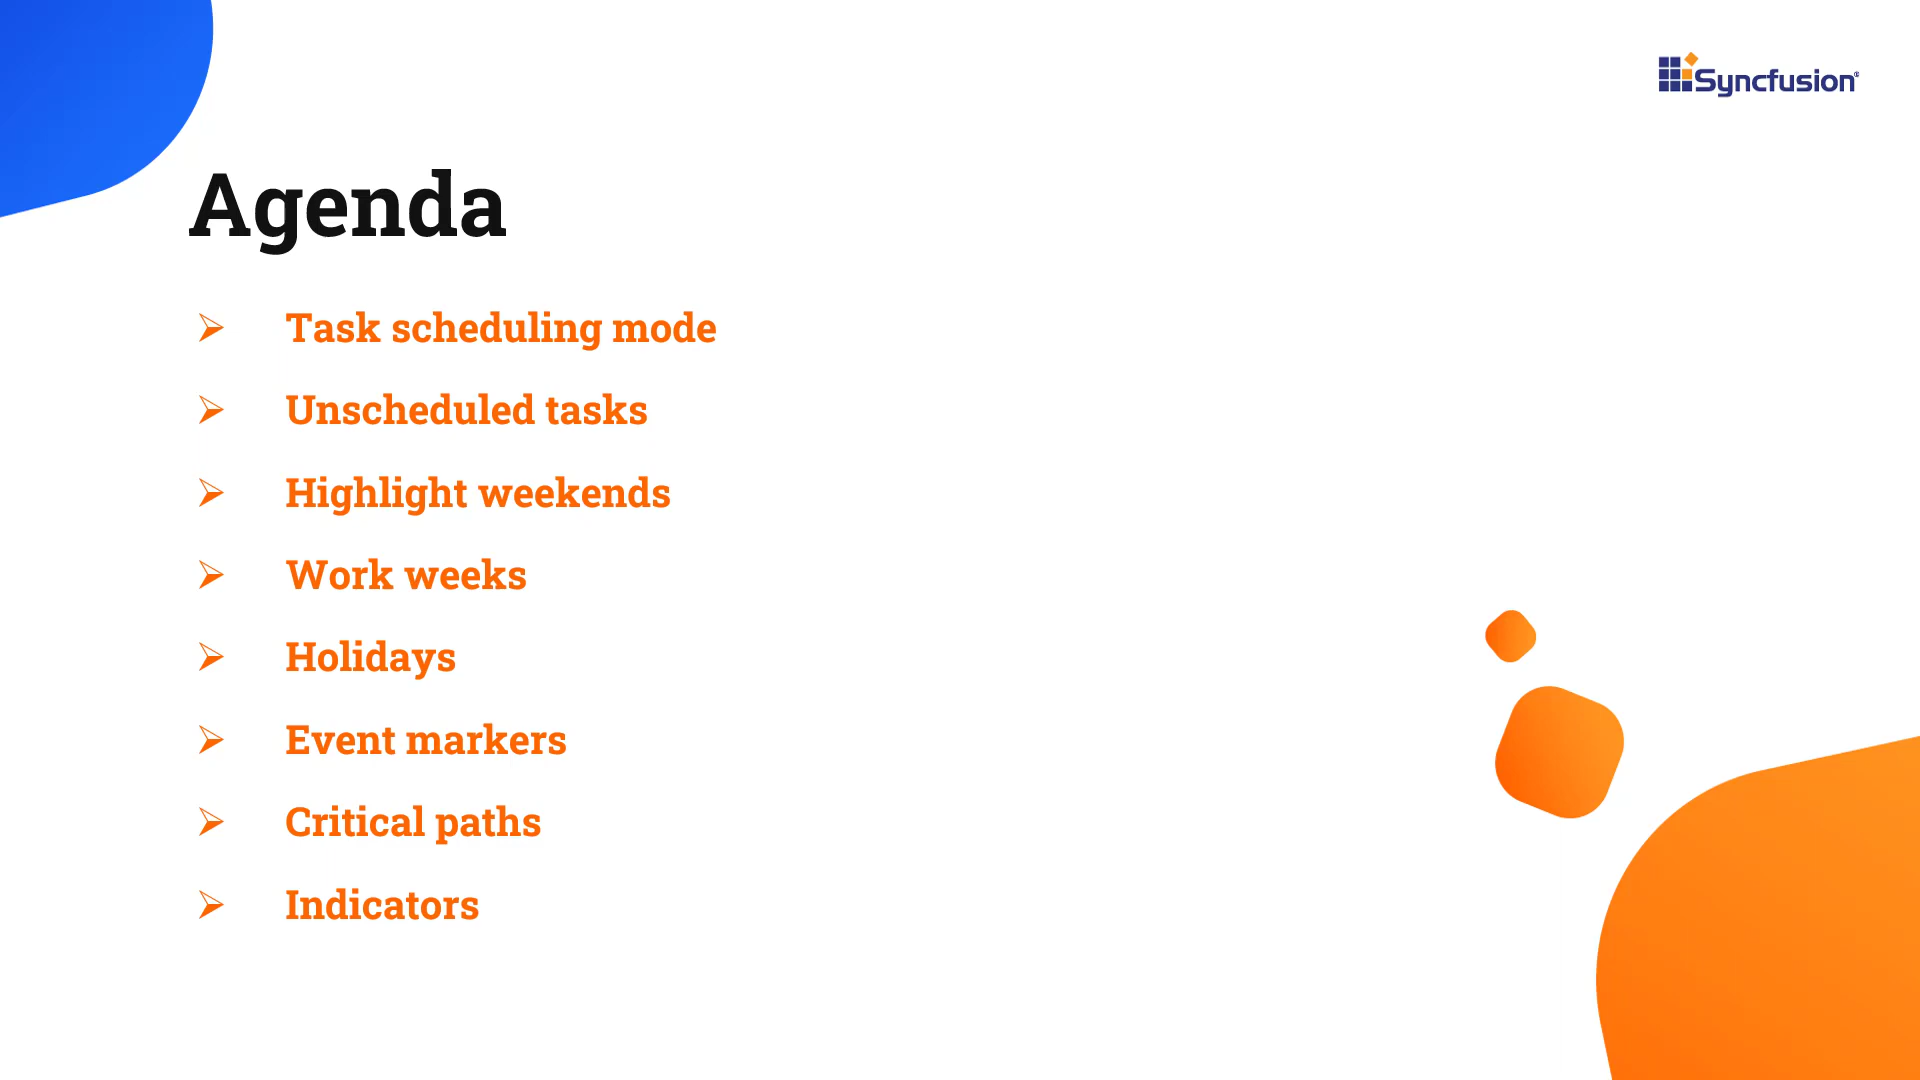 Syncfusion®
Agenda
➢ Task scheduling mode
➢ Unscheduled tasks
➢ Highlight weekends
➢ Work weeks
➢ Holidays
➢ Event markers
➢ Critical paths
➢ Indicators